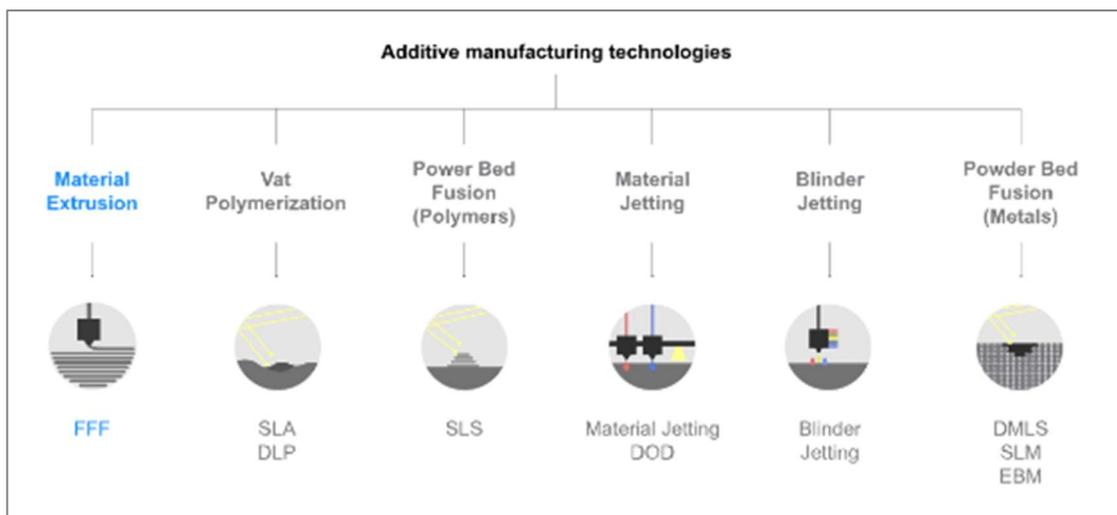 Additive manufacturing technologies
Material
Extrusion
Vat
Polymerization
Power Bed
Fusion
(Polymers)
Material
Jetting
Blinder
Jetting
Powder Bed
Fusion
(Metals)
FFF
SLA
DLP
SLS
Material Jetting
DOD
Blinder
Jetting
DMLS
SLM
EBM